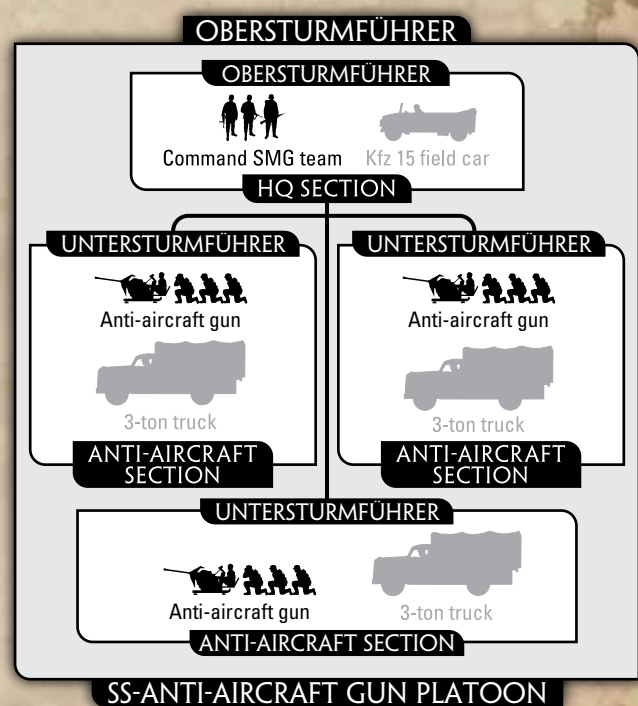 OBERSTURMFÜHRER
OBERSTURMFÜHRER
Command SMG team Kfz 15 field car
HQ SECTION
UNTERSTURMFÜHRER
Anti-aircraft gun
3-ton truck
ANTI-AIRCRAFT
SECTION
UNTERSTURMFÜHRER
Anti-aircraft gun
3-ton truck
ANTI-AIRCRAFT
SECTION
UNTERSTURMFÜHRER
Anti-aircraft gun 3-ton truck
ANTI-AIRCRAFT SECTION
SS-ANTI-AIRCRAFT GUN PLATOON